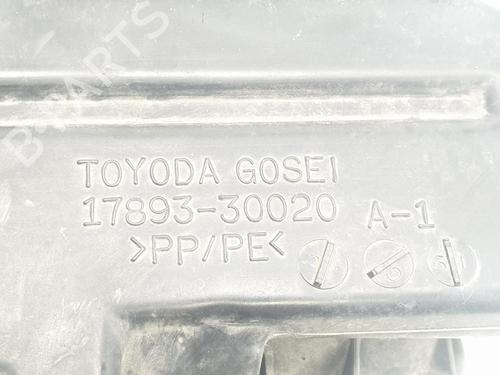 B-PARTS
TOYODA GOSEI
17893-30020 A-1
>PP/PE<